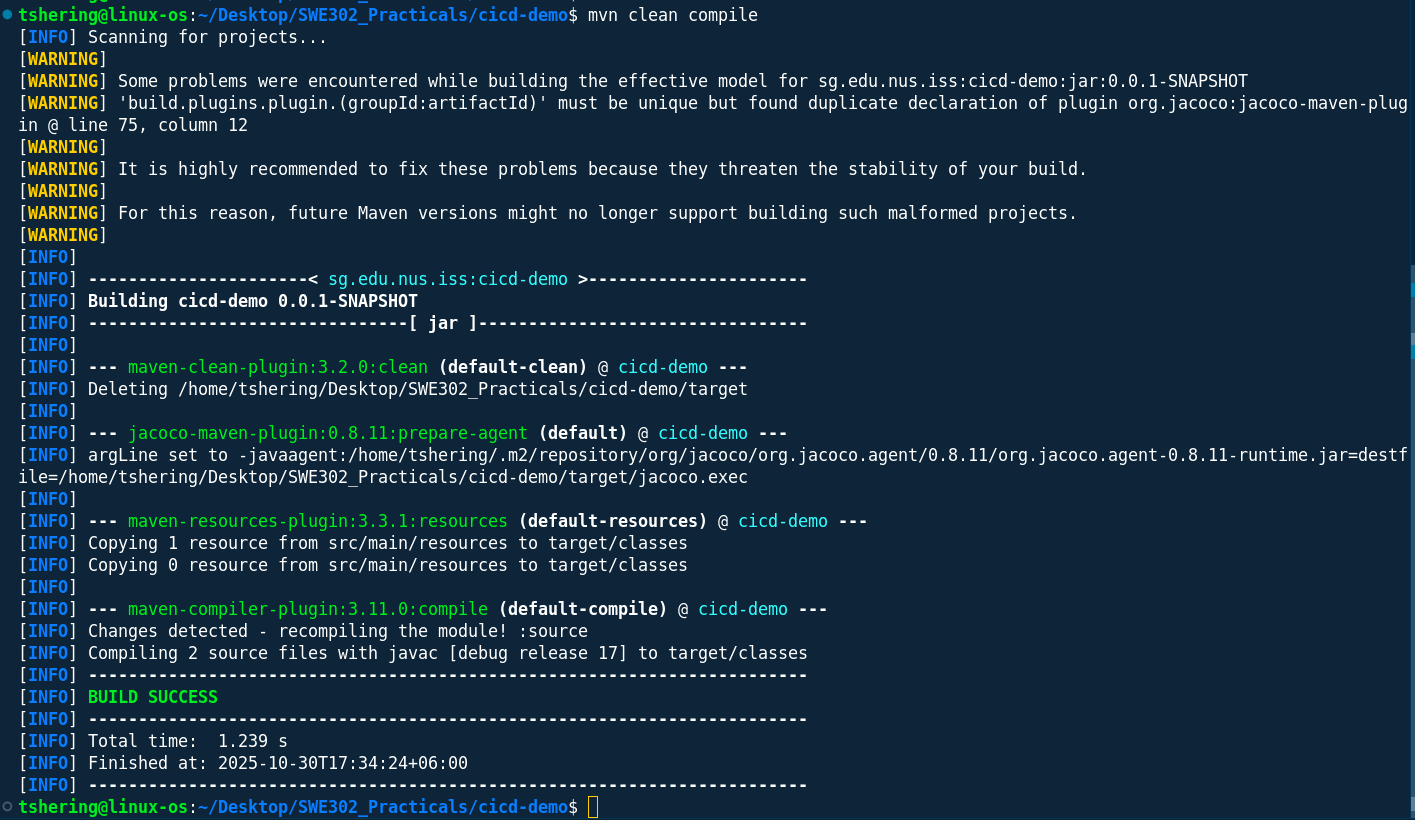 tshering@linux-os:~/Desktop/SWE302_Practicals/cicd-demo$ mvn clean compile
[INFO] Scanning for projects...
[WARNING]
[WARNING] Some problems were encountered while building the effective model for sg.edu.nus.iss:cicd-demo:jar:0.0.1-SNAPSHOT
[WARNING] 'build.plugins.plugin.(groupId:artifactId)' must be unique but found duplicate declaration of plugin org.jacoco:jacoco-maven-plug
in @ line 75, column 12
[WARNING]
[WARNING] It is highly recommended to fix these problems because they threaten the stability of your build.
[WARNING]
[WARNING] For this reason, future Maven versions might no longer support building such malformed projects.
[WARNING]
[INFO]
[INFO] ----------------------< sg.edu.nus.iss:cicd-demo >----------------------
[INFO] Building cicd-demo 0.0.1-SNAPSHOT
[INFO] --------------------------------[ jar ]---------------------------------
[INFO]
[INFO] --- maven-clean-plugin:3.2.0:clean (default-clean) @ cicd-demo ---
[INFO] Deleting /home/tshering/Desktop/SWE302_Practicals/cicd-demo/target
[INFO]
[INFO] --- jacoco-maven-plugin:0.8.11:prepare-agent (default) @ cicd-demo ---
[INFO] argLine set to -javaagent:/home/tshering/.m2/repository/org/jacoco/org.jacoco.agent/0.8.11/org.jacoco.agent-0.8.11-runtime.jar=destf
ile=/home/tshering/Desktop/SWE302_Practicals/cicd-demo/target/jacoco.exec
[INFO]
[INFO] --- maven-resources-plugin:3.3.1:resources (default-resources) @ cicd-demo ---
[INFO] Copying 1 resource from src/main/resources to target/classes
[INFO] Copying 0 resource from src/main/resources to target/classes
[INFO]
[INFO] --- maven-compiler-plugin:3.11.0:compile (default-compile) @ cicd-demo ---
[INFO] Changes detected - recompiling the module! :source
[INFO] Compiling 2 source files with javac [debug release 17] to target/classes
[INFO] ------------------------------------------------------------------------
[INFO] BUILD SUCCESS
[INFO] ------------------------------------------------------------------------
[INFO] Total time:  1.239 s
[INFO] Finished at: 2025-10-30T17:34:24+06:00
[INFO] ------------------------------------------------------------------------
tshering@linux-os:~/Desktop/SWE302_Practicals/cicd-demo$